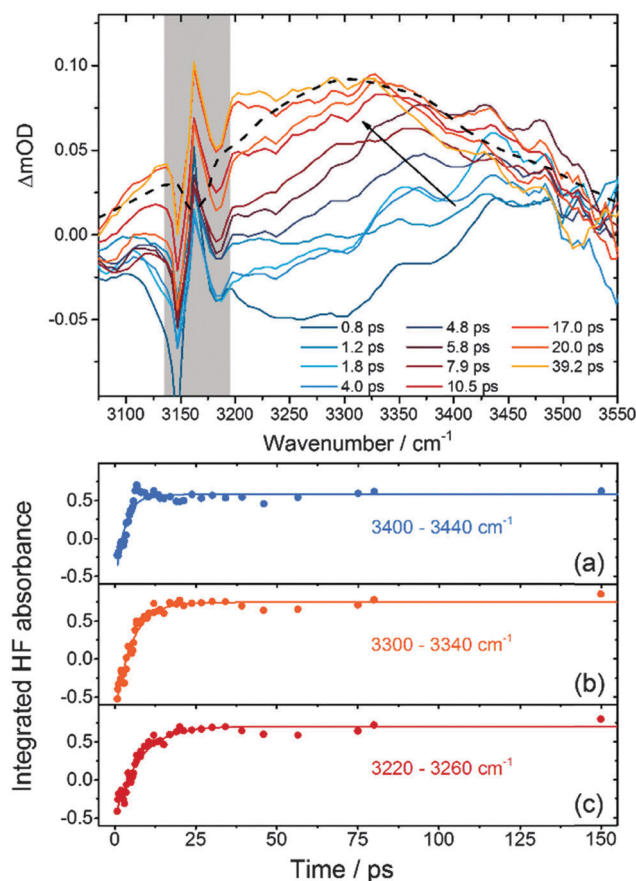 0.10
0.05
0.00
-0.05
ΔmOD
0.8 ps 4.8 ps 17.0 ps
1.2 ps 5.8 ps 20.0 ps
1.8 ps 7.9 ps 39.2 ps
4.0 ps 10.5 ps
3100 3150 3200 3250 3300 3350 3400 3450 3500 3550
Wavenumber / cm⁻¹
Integrated HF absorbance
0.5
0.0
-0.5
3400 - 3440 cm⁻¹
(a)
0.5
0.0
-0.5
3300 - 3340 cm⁻¹
(b)
0.5
0.0
-0.5
3220 - 3260 cm⁻¹
(c)
0 25 50 75 100 125 150
Time / ps